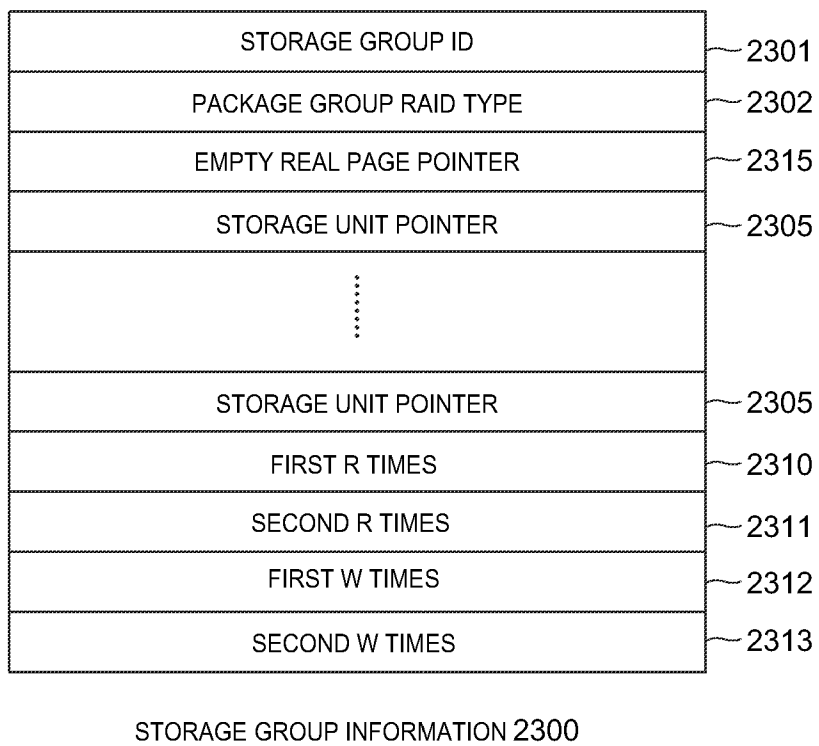 STORAGE GROUP ID 2301
PACKAGE GROUP RAID TYPE 2302
EMPTY REAL PAGE POINTER 2315
STORAGE UNIT POINTER 2305
STORAGE UNIT POINTER 2305
FIRST R TIMES 2310
SECOND R TIMES 2311
FIRST W TIMES 2312
SECOND W TIMES 2313
STORAGE GROUP INFORMATION 2300